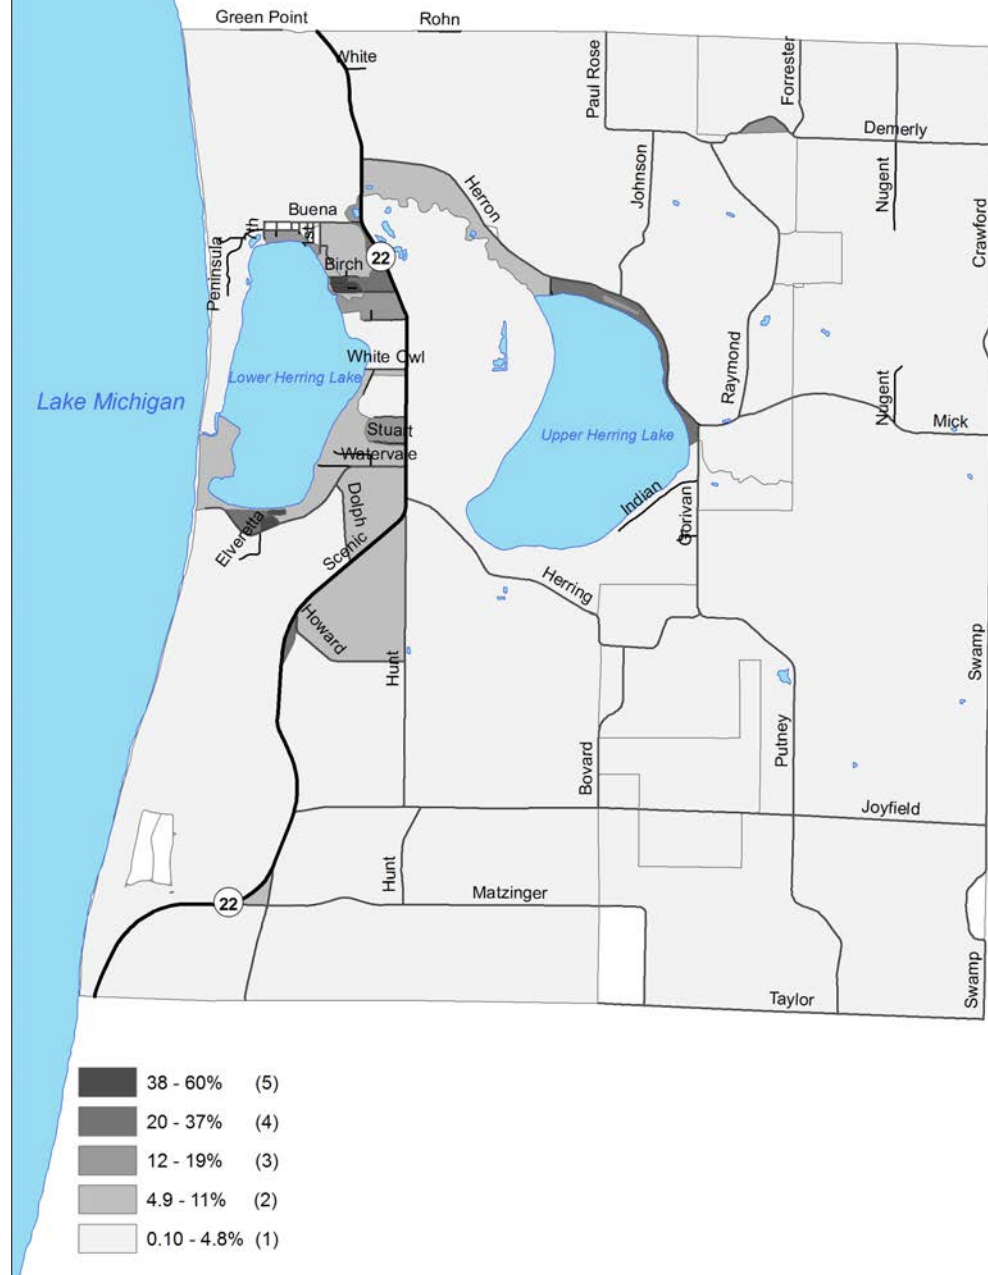 Green Point
Rohn
White
Paul Rose
Forrester
Demerly
Johnson
Nugent
Herron
Crawford
Buena
7th
1st
Peninsula
22
Birch
White Owl
Raymond
Lower Herring Lake
Lake Michigan
Nugent
Mick
Stuart
Upper Herring Lake
Watervale
Dolph
Indian
Gorivan
Elveretta
Scenic
Herring
Howard
Hunt
Swamp
Putney
Bovard
Joyfield
Hunt
Matzinger
22
Swamp
Taylor
38 - 60% (5)
20 - 37% (4)
12 - 19% (3)
4.9 - 11% (2)
0.10 - 4.8% (1)